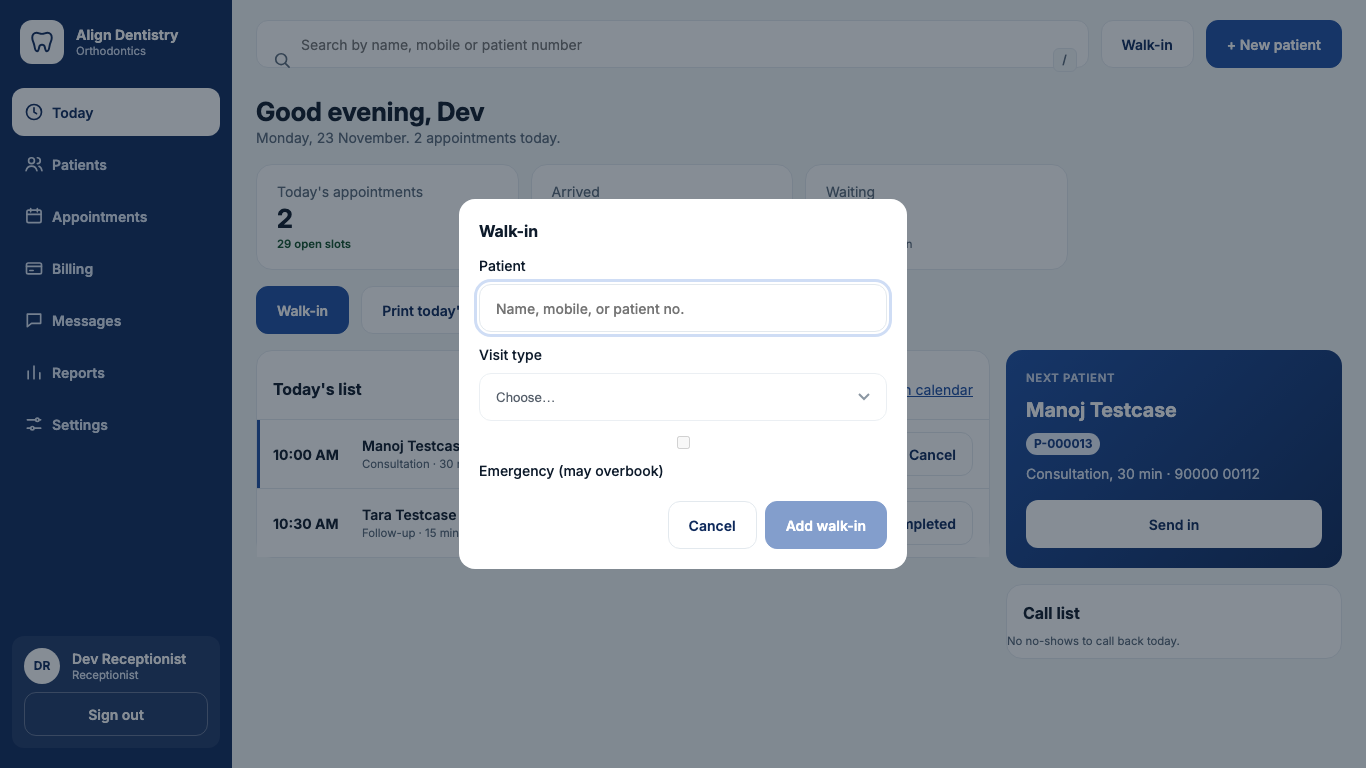 Align Dentistry
Orthodontics
Today
Patients
Appointments
Billing
Messages
Reports
Settings
DR
Dev Receptionist
Receptionist
Sign out
Search by name, mobile or patient number
/
Walk-in
+ New patient
Good evening, Dev
Monday, 23 November. 2 appointments today.
Today's appointments
2
29 open slots
Arrived
Waiting
Walk-in
Print today'
Today's list
calendar
10:00 AM
Manoj Testcase
Consultation · 30
Cancel
10:30 AM
Tara Testcase
Follow-up · 15 min
mpleted
Walk-in
Patient
Name, mobile, or patient no.
Visit type
Choose...
Emergency (may overbook)
Cancel
Add walk-in
NEXT PATIENT
Manoj Testcase
P-000013
Consultation, 30 min · 90000 00112
Send in
Call list
No no-shows to call back today.